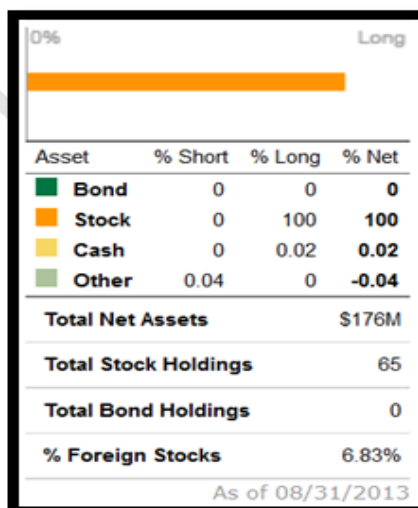 0% Long
Asset % Short % Long % Net
Bond 0 0 0
Stock 0 100 100
Cash 0 0.02 0.02
Other 0.04 0 -0.04
Total Net Assets $176M
Total Stock Holdings 65
Total Bond Holdings 0
% Foreign Stocks 6.83%
As of 08/31/2013